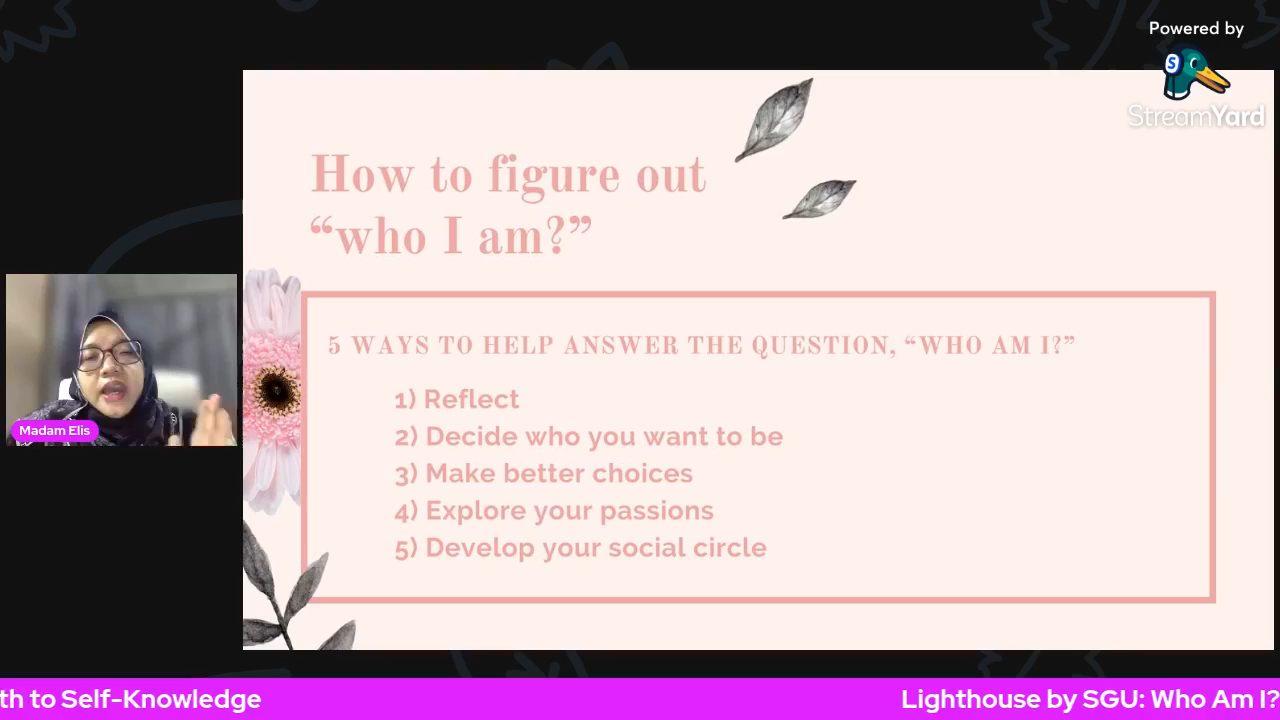 Powered by
S
StreamYard
How to figure out
“who I am?”
5 WAYS TO HELP ANSWER THE QUESTION, “WHO AM I?”
1) Reflect
2) Decide who you want to be
3) Make better choices
4) Explore your passions
5) Develop your social circle
Madam Elis
th to Self-Knowledge
Lighthouse by SGU: Who Am I?